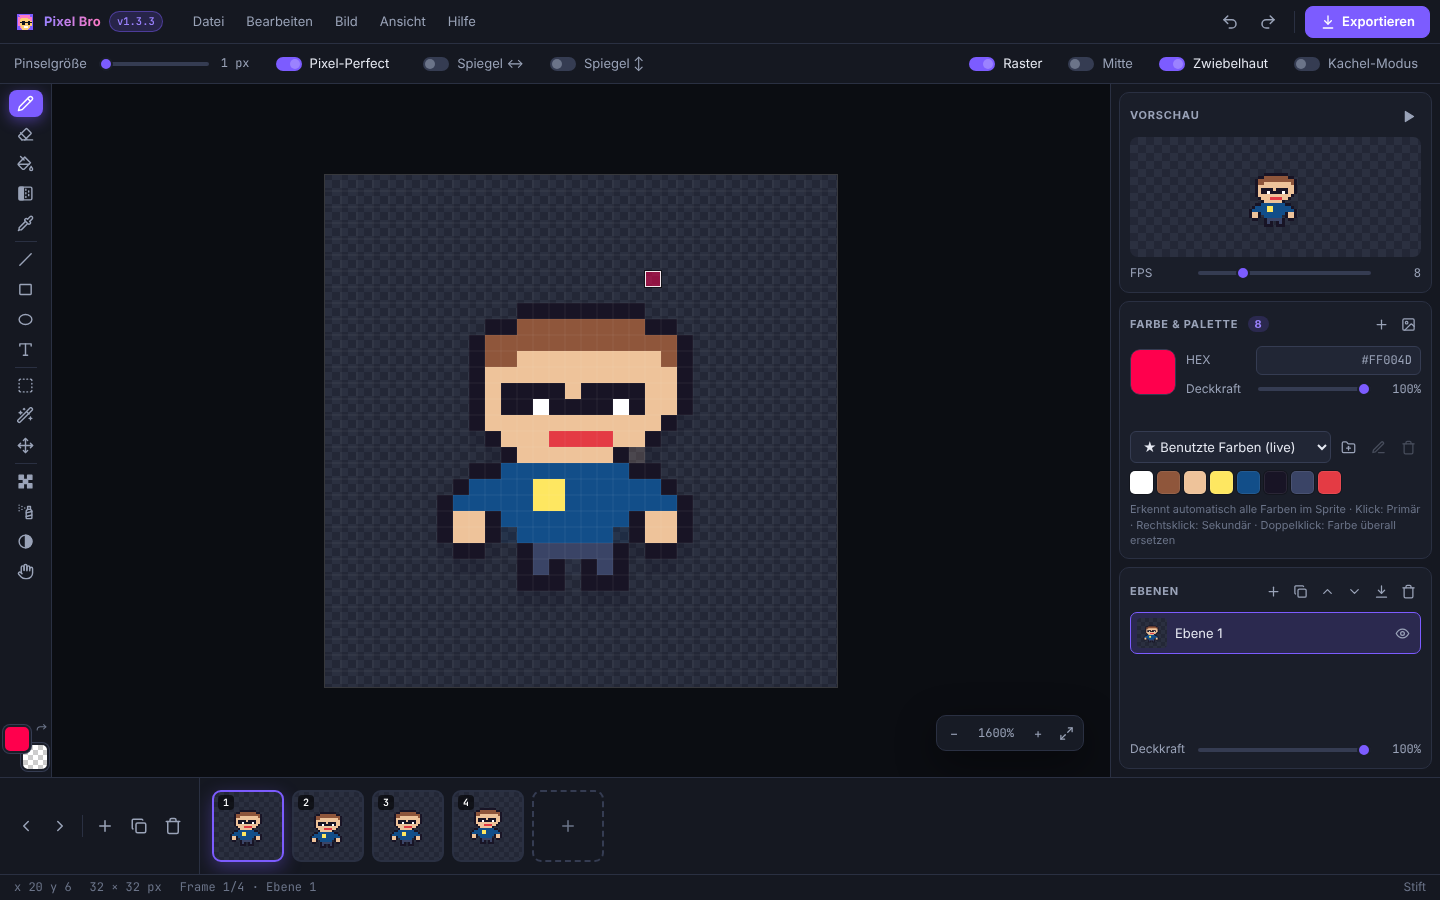 Pixel Bro v1.3.3 Datei Bearbeiten Bild Ansicht Hilfe Exportieren
Pinselgröße 1 px Pixel-Perfect Spiegel Spiegel Raster Mitte Zwiebelhaut Kachel-Modus
VORSCHAU
FPS 8
FARBE & PALETTE 8
HEX #FF004D
Deckkraft 100%
★ Benutzte Farben (live)
Erkennt automatisch alle Farben im Sprite · Klick: Primär
· Rechtsklick: Sekundär · Doppelklick: Farbe überall
ersetzen
EBENEN
Ebene 1
Deckkraft 100%
− 1600% +
1 2 3 4
x 20 y 6 32 × 32 px Frame 1/4 · Ebene 1 Stift